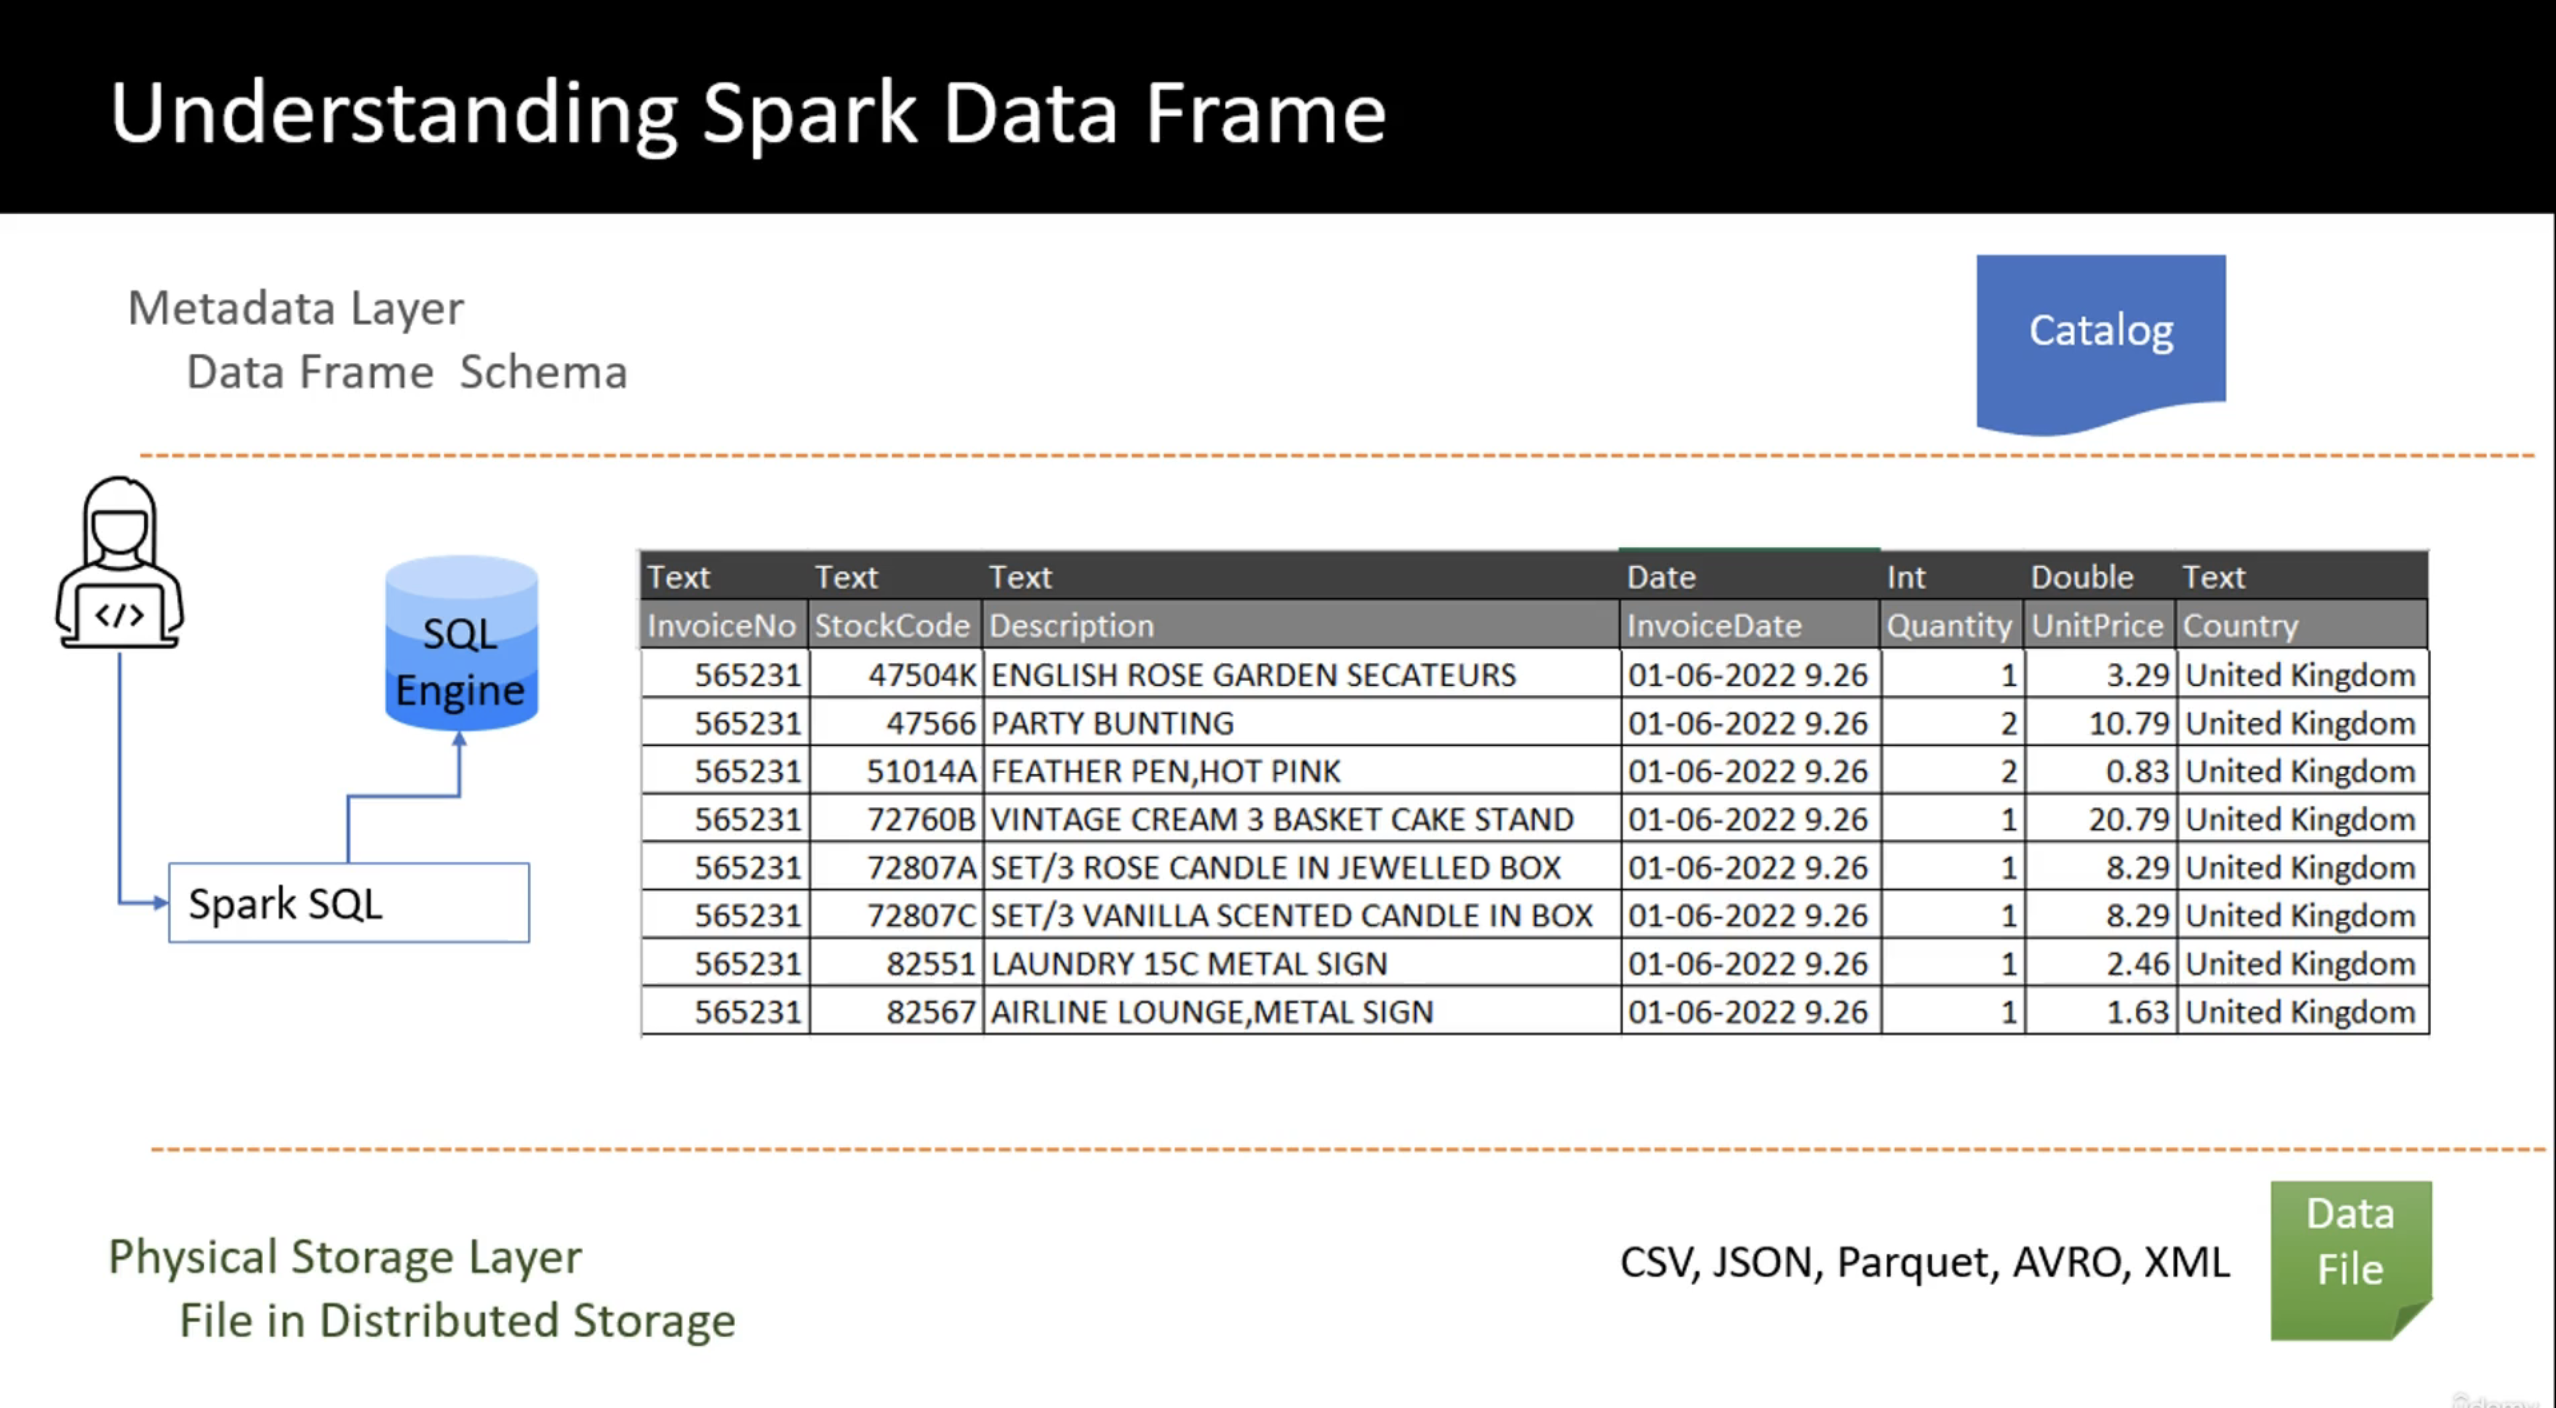 Understanding Spark Data Frame
Metadata Layer
Data Frame Schema
Catalog
</>
SQL
Engine
Spark SQL
Text Text Text Date Int Double Text
InvoiceNo StockCode Description InvoiceDate Quantity UnitPrice Country
565231 47504K ENGLISH ROSE GARDEN SECATEURS 01-06-2022 9.26 1 3.29 United Kingdom
565231 47566 PARTY BUNTING 01-06-2022 9.26 2 10.79 United Kingdom
565231 51014A FEATHER PEN,HOT PINK 01-06-2022 9.26 2 0.83 United Kingdom
565231 72760B VINTAGE CREAM 3 BASKET CAKE STAND 01-06-2022 9.26 1 20.79 United Kingdom
565231 72807A SET/3 ROSE CANDLE IN JEWELLED BOX 01-06-2022 9.26 1 8.29 United Kingdom
565231 72807C SET/3 VANILLA SCENTED CANDLE IN BOX 01-06-2022 9.26 1 8.29 United Kingdom
565231 82551 LAUNDRY 15C METAL SIGN 01-06-2022 9.26 1 2.46 United Kingdom
565231 82567 AIRLINE LOUNGE,METAL SIGN 01-06-2022 9.26 1 1.63 United Kingdom
Physical Storage Layer
File in Distributed Storage
CSV, JSON, Parquet, AVRO, XML
Data
File